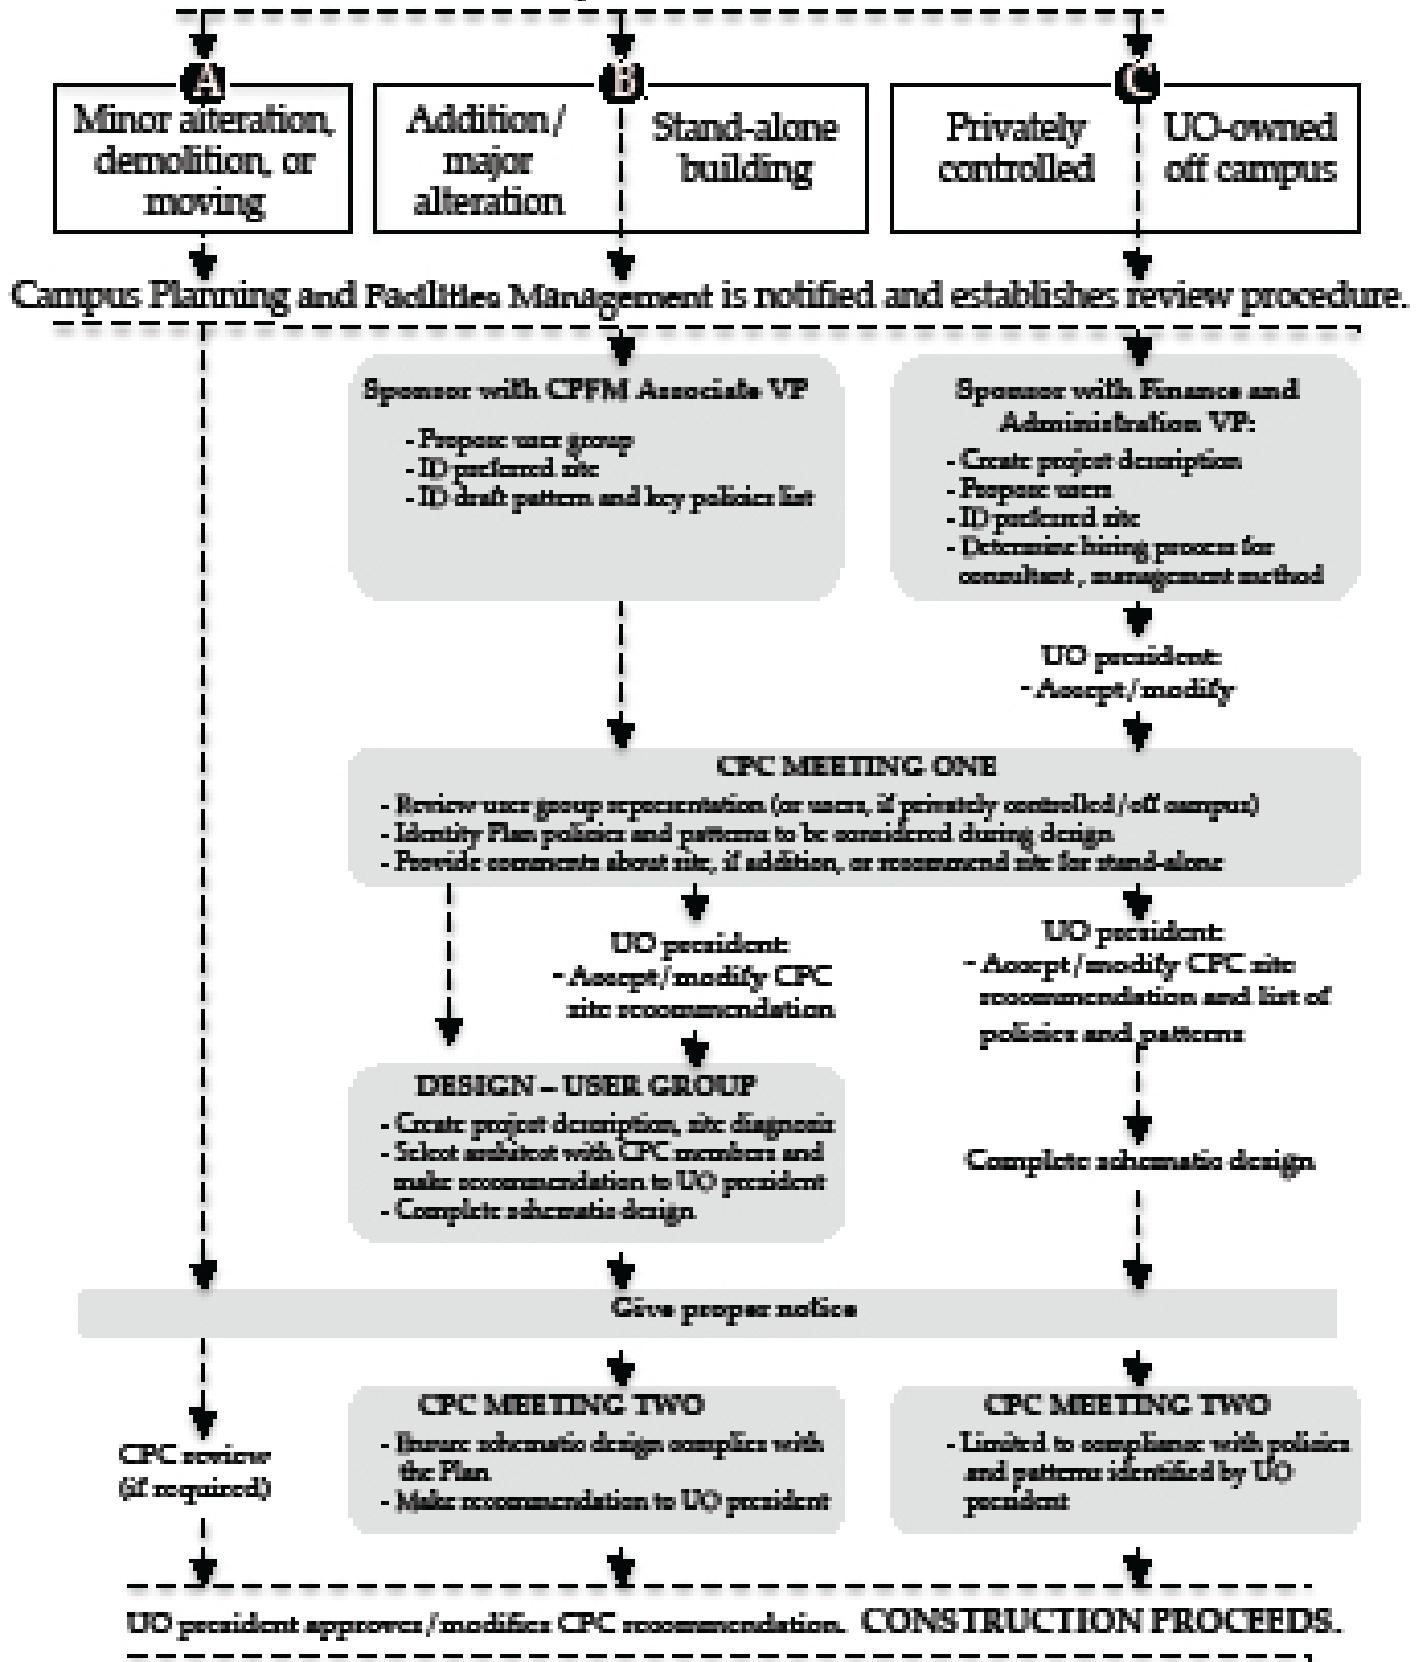 A
B
C
Minor alteration,
demolition, or
moving
Addition/
major
alteration
Stand-alone
building
Privately
controlled
UO-owned
off campus
Campus Planning and Facilities Management is notified and establishes review procedure.
Sponsor with CPFM Associate VP
- Propose user group
- ID preferred site
- ID draft pattern and key policies list
Sponsor with Finance and
Administration VP:
- Create project description
- Propose users
- ID preferred site
- Determine hiring process for
consultant, management method
UO president:
- Accept/modify
CPC MEETING ONE
- Review user group representation (or users, if privately controlled/off campus)
- Identity Plan policies and patterns to be considered during design
- Provide comments about site, if addition, or recommend site for stand-alone
UO president:
- Accept/modify CPC
site recommendation
UO president:
- Accept/modify CPC site
recommendation and list of
policies and patterns
DESIGN – USER GROUP
- Create project description, site diagnosis
- Select architect with CPC members and
make recommendation to UO president
- Complete schematic design
Complete schematic design
Give proper notice
CPC review
(if required)
CPC MEETING TWO
- Ensure schematic design complies with
the Plan
- Make recommendation to UO president
CPC MEETING TWO
- Limited to compliance with policies
and patterns identified by UO
president
UO president approves/modifies CPC recommendation. CONSTRUCTION PROCEEDS.